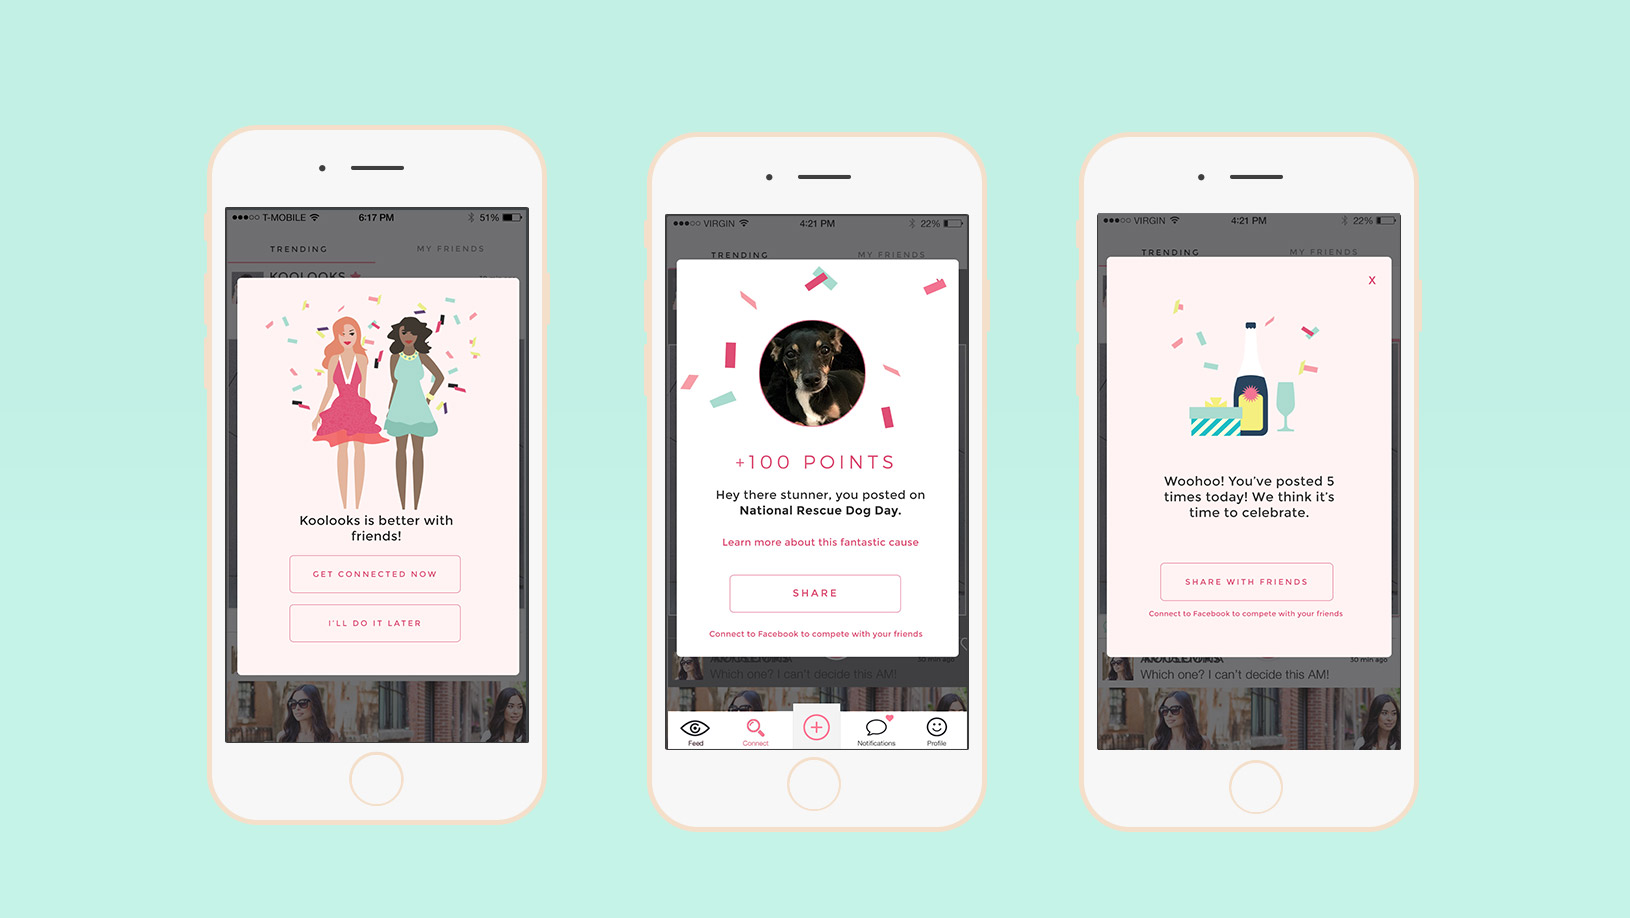 T-MOBILE 6:17 PM 51%
TRENDING MY FRIENDS
KOOLOOKS
Koolooks is better with
friends!
GET CONNECTED NOW
I'LL DO IT LATER
VIRGIN 4:21 PM 22%
TRENDING MY FRIENDS
+100 POINTS
Hey there stunner, you posted on
National Rescue Dog Day.
Learn more about this fantastic cause
SHARE
Connect to Facebook to compete with your friends
30 min ago
Which one? I can't decide this AM!
Feed
Connect
Notifications
Profile
VIRGIN 4:21 PM 22%
TRENDING MY FRIENDS
X
Woohoo! You've posted 5
times today! We think it's
time to celebrate.
SHARE WITH FRIENDS
Connect to Facebook to compete with your friends
30 min ago
Which one? I can't decide this AM!